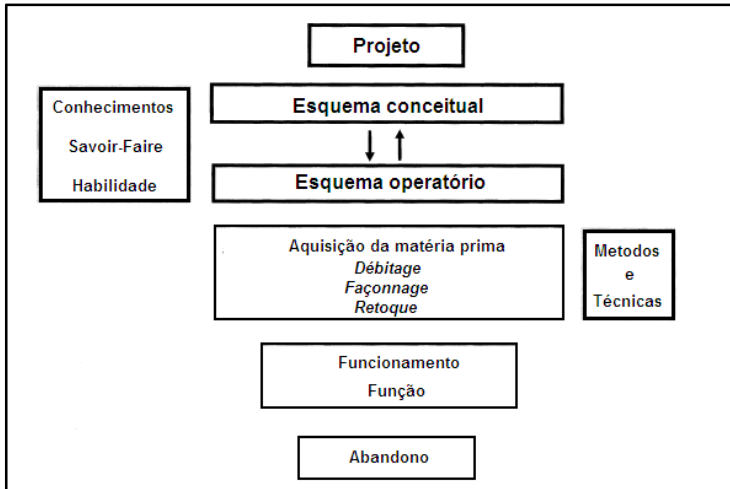 Projeto
Conhecimentos
Savoir-Faire
Habilidade
Esquema conceitual
Esquema operatório
Aquisição da matéria prima
Débitage
Façonnage
Retoque
Metodos
e
Técnicas
Funcionamento
Função
Abandono